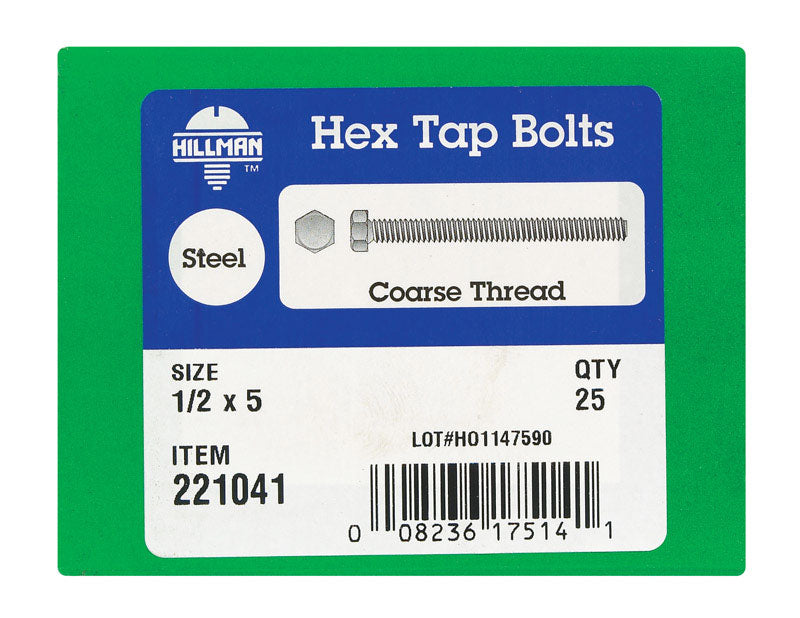 HILLMAN
TM
Hex Tap Bolts
Steel
Coarse Thread
SIZE
1/2 x 5
QTY
25
ITEM
221041
LOT#HO1147590
0 08236 17514 1